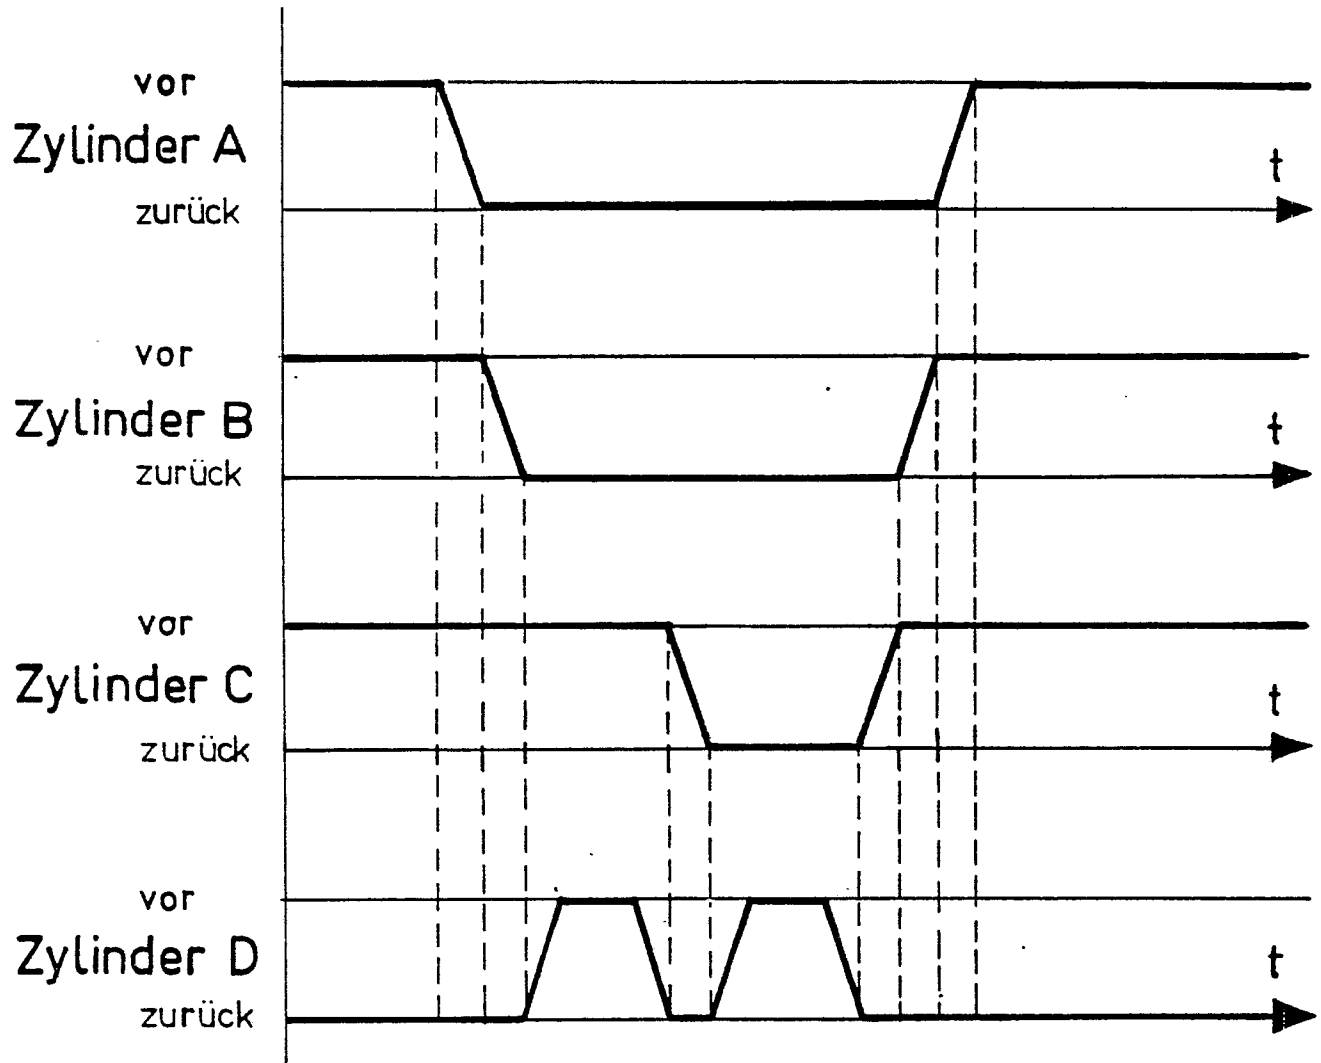 vor
Zylinder A
t
zurück
vor
Zylinder B
t
zurück
vor
Zylinder C
t
zurück
vor
Zylinder D
t
zurück